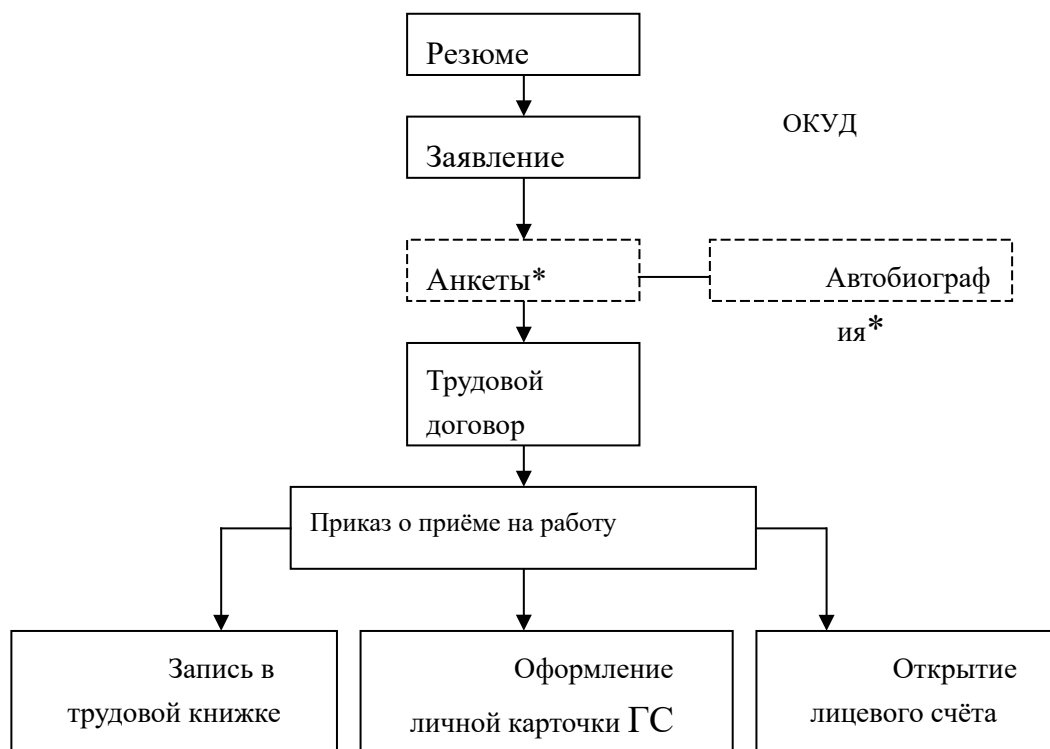 Резюме
ОКУД
Заявление
Анкеты*
Автобиограф
ия*
Трудовой
договор
Приказ о приёме на работу
Запись в
трудовой книжке
Оформление
личной карточки ГС
Открытие
лицевого счёта